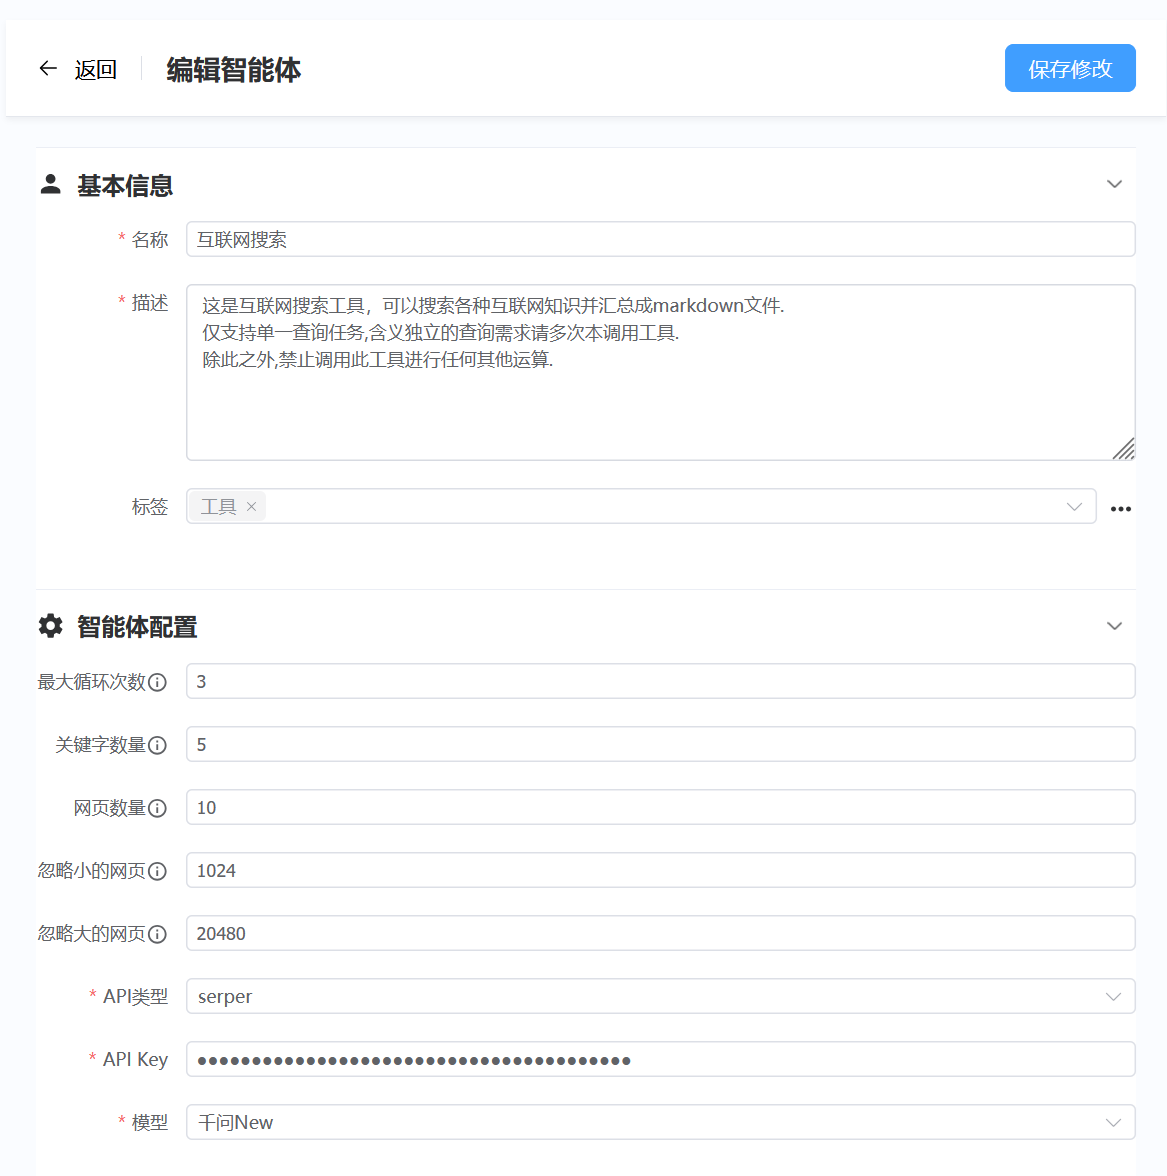 返回
编辑智能体
保存修改
基本信息
* 名称
互联网搜索
* 描述
这是互联网搜索工具，可以搜索各种互联网知识并汇总成markdown文件.
仅支持单一查询任务,含义独立的查询需求请多次本调用工具.
除此之外,禁止调用此工具进行任何其他运算.
标签
工具
智能体配置
最大循环次数
3
关键字数量
5
网页数量
10
忽略小的网页
1024
忽略大的网页
20480
* API类型
serper
* API Key
* 模型
千问New